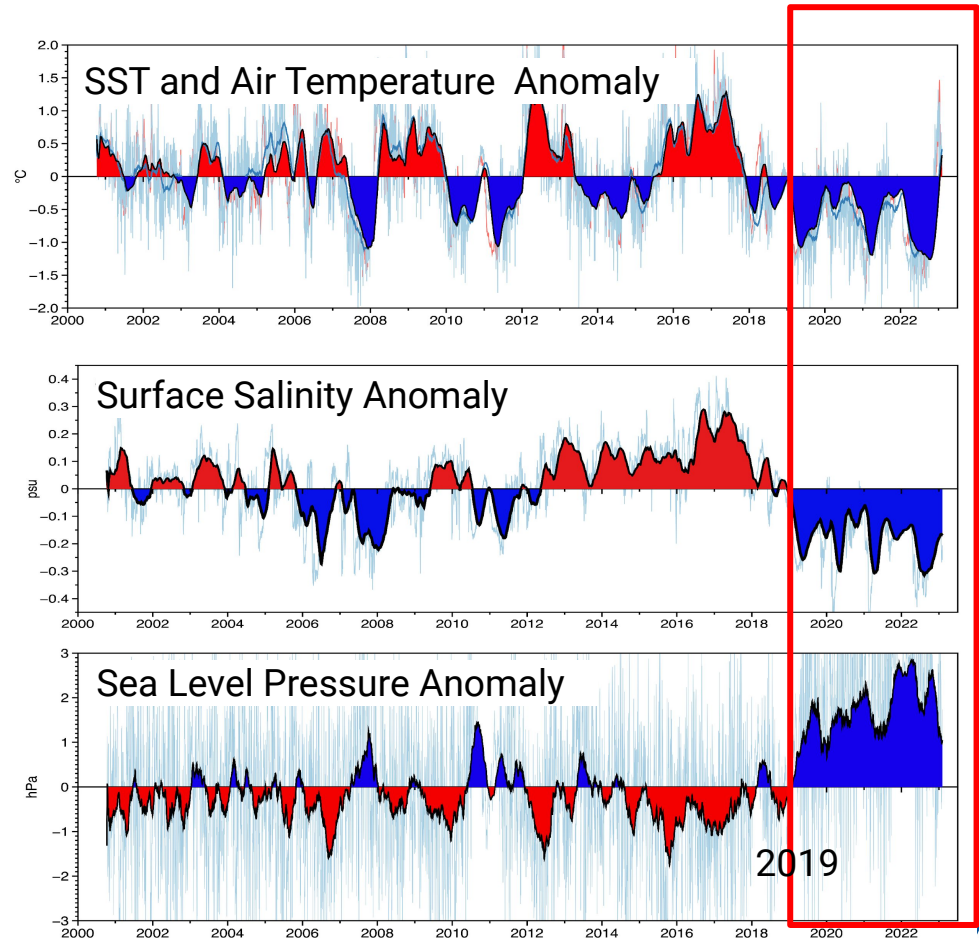 SST and Air Temperature Anomaly
°C
2.0
1.5
1.0
0.5
0
−0.5
−1.0
−1.5
−2.0
2000 2002 2004 2006 2008 2010 2012 2014 2016 2018 2020 2022
Surface Salinity Anomaly
psu
0.4
0.3
0.2
0.1
0
−0.1
−0.2
−0.3
−0.4
2000 2002 2004 2006 2008 2010 2012 2014 2016 2018 2020 2022
Sea Level Pressure Anomaly
hPa
3
2
1
0
−1
−2
−3
2019
2000 2002 2004 2006 2008 2010 2012 2014 2016 2018 2020 2022